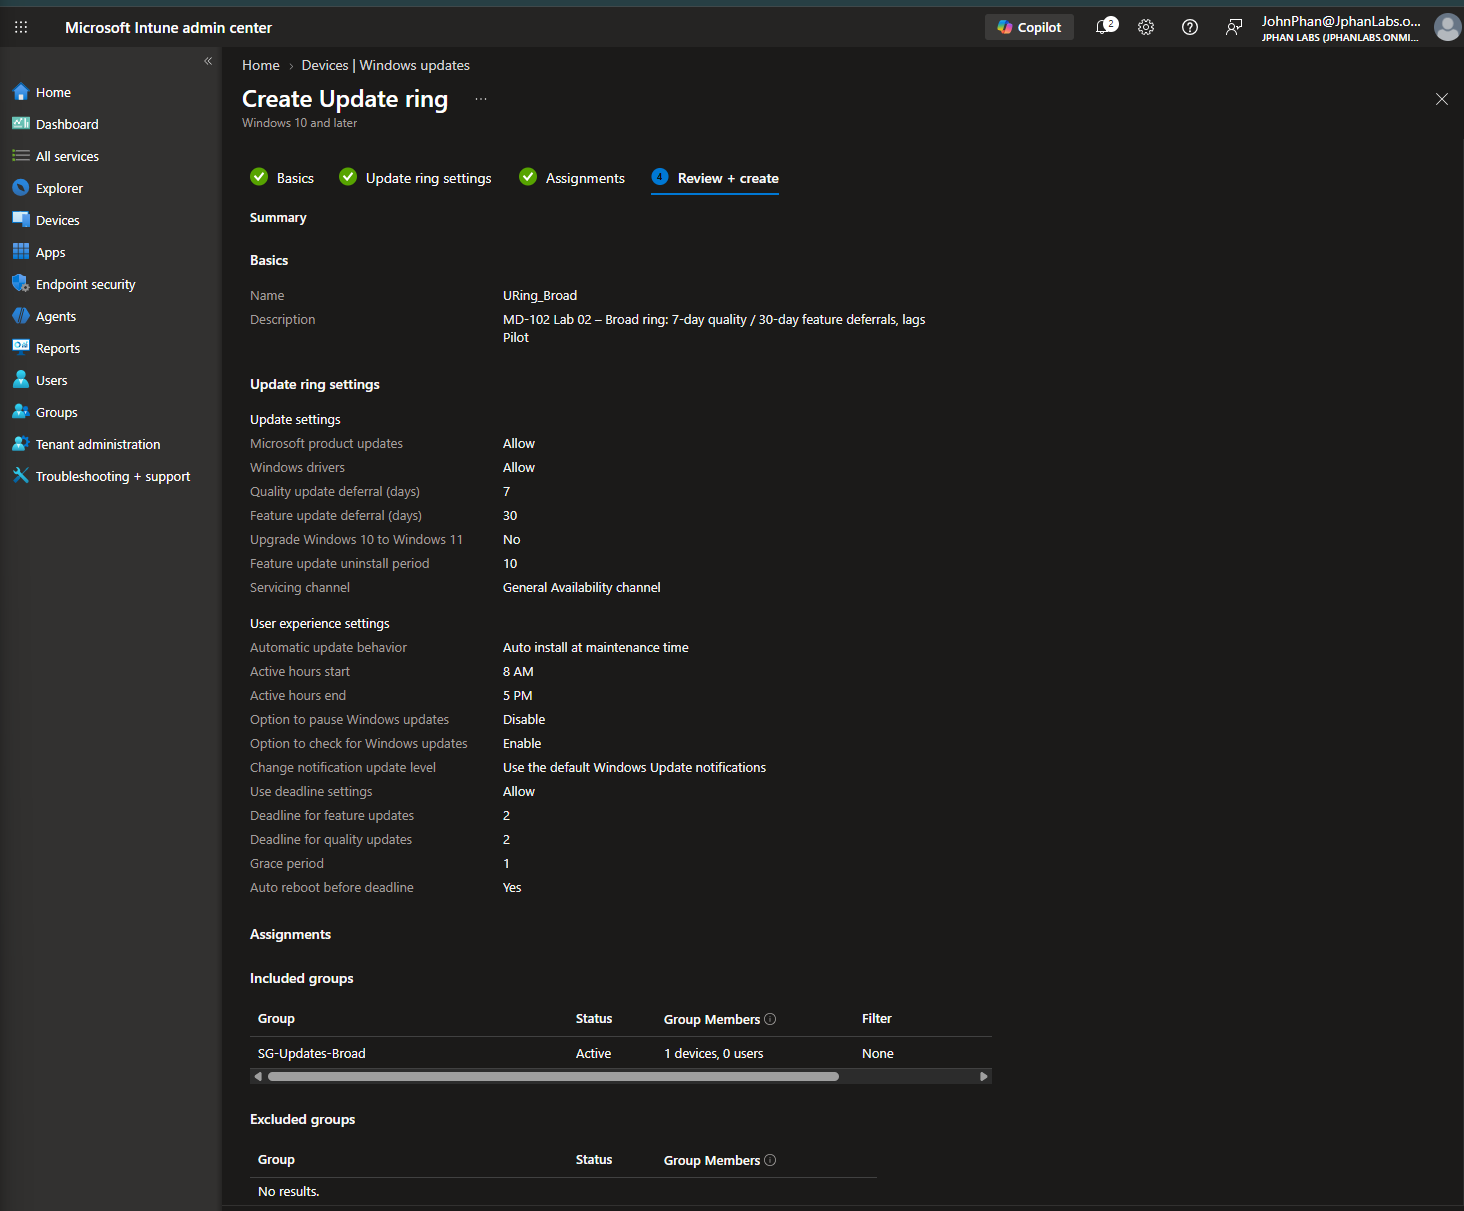 Microsoft Intune admin center
Copilot
2
JohnPhan@JphanLabs.o...
JPHAN LABS (JPHANLABS.ONMI...
Home
Dashboard
All services
Explorer
Devices
Apps
Endpoint security
Agents
Reports
Users
Groups
Tenant administration
Troubleshooting + support
Home > Devices | Windows updates
Create Update ring ...
Windows 10 and later
Basics
Update ring settings
Assignments
4 Review + create
Summary
Basics
Name URing_Broad
Description MD-102 Lab 02 – Broad ring: 7-day quality / 30-day feature deferrals, lags
Pilot
Update ring settings
Update settings
Microsoft product updates Allow
Windows drivers Allow
Quality update deferral (days) 7
Feature update deferral (days) 30
Upgrade Windows 10 to Windows 11 No
Feature update uninstall period 10
Servicing channel General Availability channel
User experience settings
Automatic update behavior Auto install at maintenance time
Active hours start 8 AM
Active hours end 5 PM
Option to pause Windows updates Disable
Option to check for Windows updates Enable
Change notification update level Use the default Windows Update notifications
Use deadline settings Allow
Deadline for feature updates 2
Deadline for quality updates 2
Grace period 1
Auto reboot before deadline Yes
Assignments
Included groups
Group Status Group Members Filter
SG-Updates-Broad Active 1 devices, 0 users None
Excluded groups
Group Status Group Members
No results.